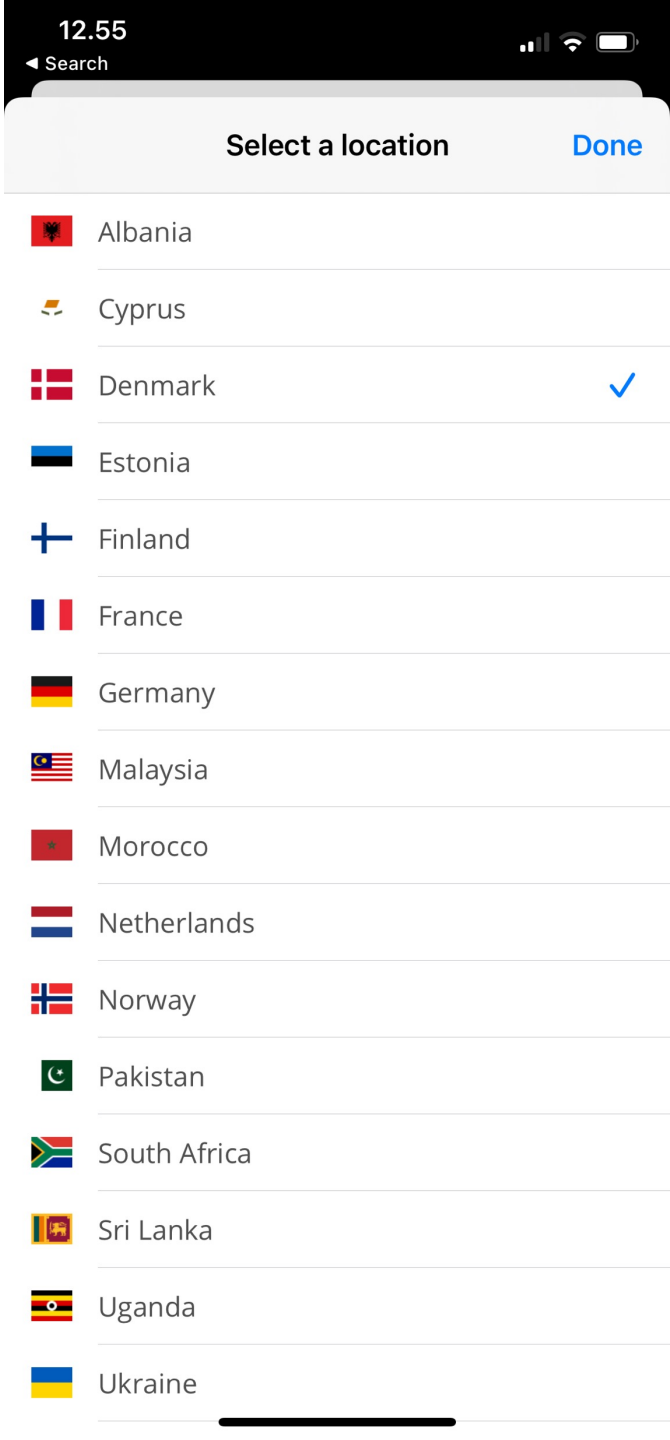 12.55
◀ Search
Select a location
Done
Albania
Cyprus
Denmark
Estonia
Finland
France
Germany
Malaysia
Morocco
Netherlands
Norway
Pakistan
South Africa
Sri Lanka
Uganda
Ukraine